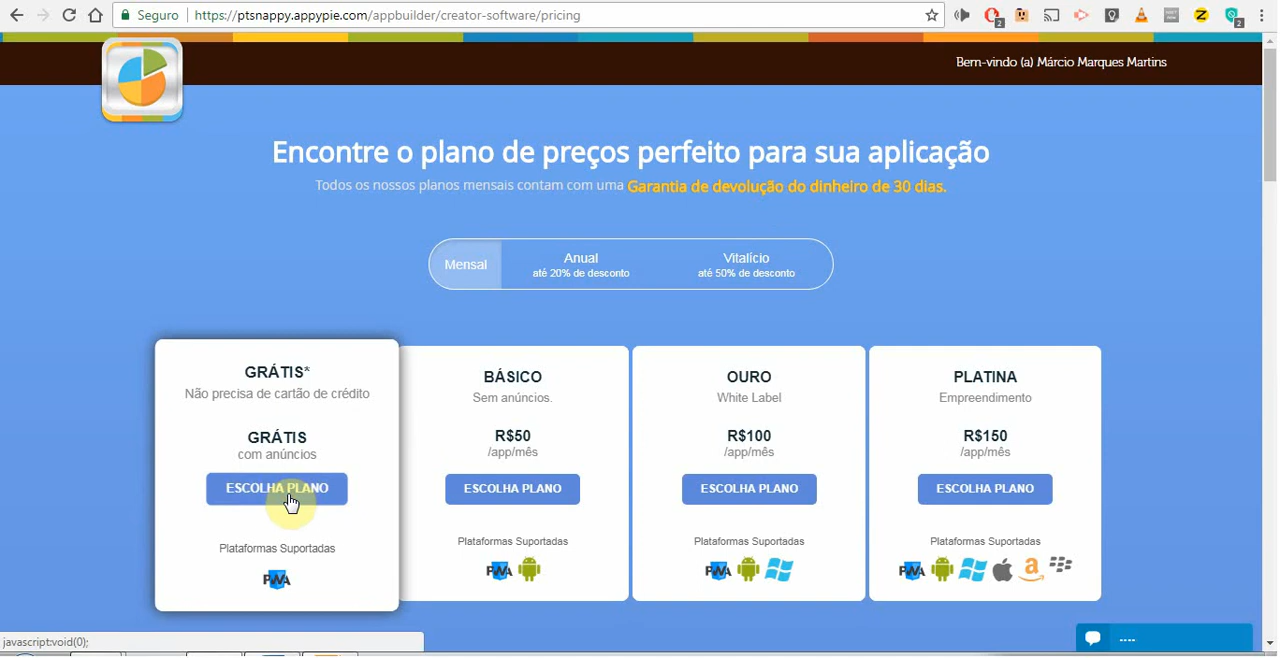 Seguro
https://ptsnappy.appypie.com/appbuilder/creator-software/pricing
Bem-vindo (a) Márcio Marques Martins
Encontre o plano de preços perfeito para sua aplicação
Todos os nossos planos mensais contam com uma Garantia de devolução do dinheiro de 30 dias.
Mensal
Anual
até 20% de desconto
Vitalício
até 50% de desconto
GRÁTIS*
Não precisa de cartão de crédito
GRÁTIS
com anúncios
ESCOLHA PLANO
Plataformas Suportadas
PWA
BÁSICO
Sem anúncios.
R$50
/app/mês
ESCOLHA PLANO
Plataformas Suportadas
PWA
OURO
White Label
R$100
/app/mês
ESCOLHA PLANO
Plataformas Suportadas
PWA
PLATINA
Empreendimento
R$150
/app/mês
ESCOLHA PLANO
Plataformas Suportadas
PWA
javascript:void(0);
....